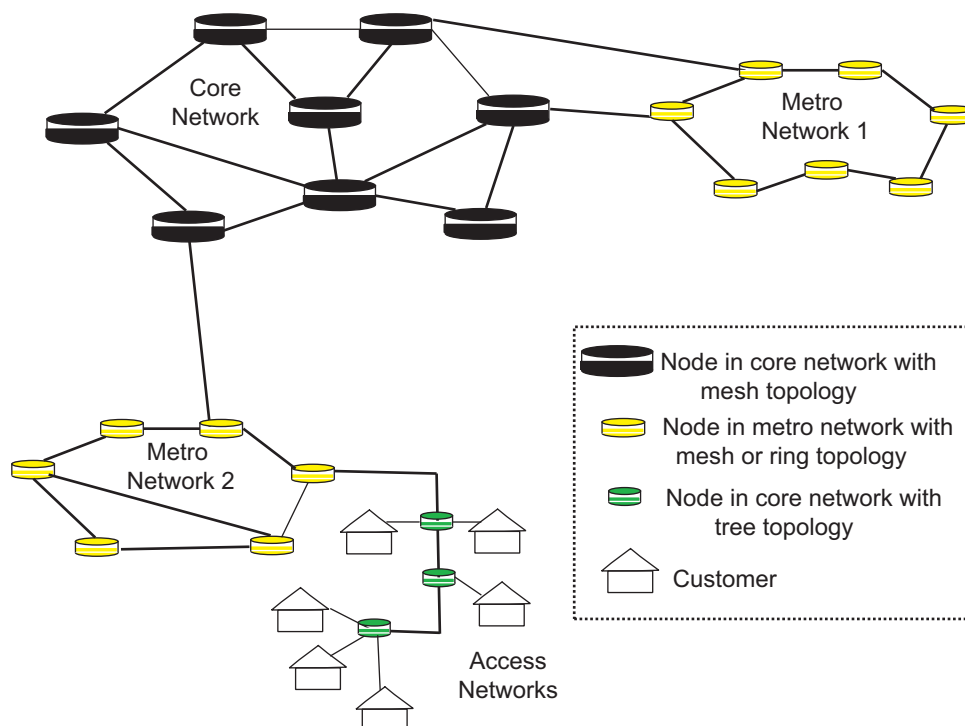 Core
Network
Metro
Network 1
Metro
Network 2
Access
Networks
Node in core network with
mesh topology
Node in metro network with
mesh or ring topology
Node in core network with
tree topology
Customer